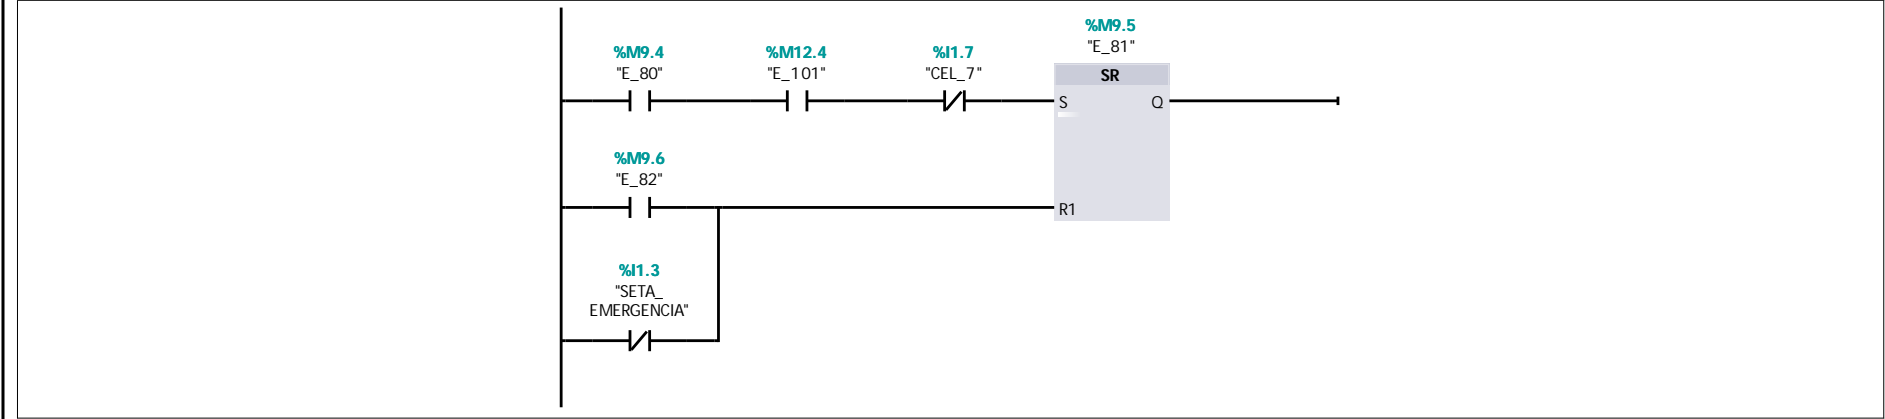 %M9.5
"E_81"
%M9.4
"E_80"
%M12.4
"E_101"
%I1.7
"CEL_7"
SR
S
Q
%M9.6
"E_82"
R1
%I1.3
"SETA_
EMERGENCIA"